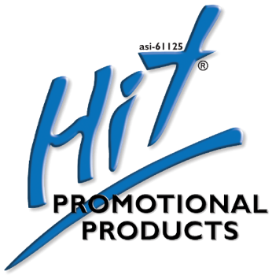 asi-61125
Hit®
PROMOTIONAL
PRODUCTS